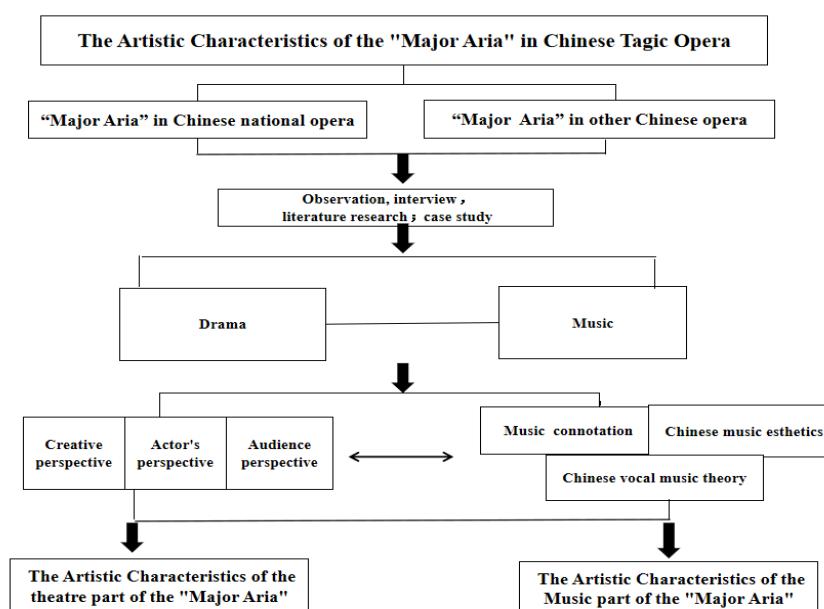 The Artistic Characteristics of the "Major Aria" in Chinese Tagic Opera
“Major Aria” in Chinese national opera
“Major Aria” in other Chinese opera
Observation, interview，
literature research；case study
Drama
Music
Creative
perspective
Actor's
perspective
Audience
perspective
Music connotation
Chinese music esthetics
Chinese vocal music theory
The Artistic Characteristics of the
theatre part of the "Major Aria"
The Artistic Characteristics of the
Music part of the "Major Aria"